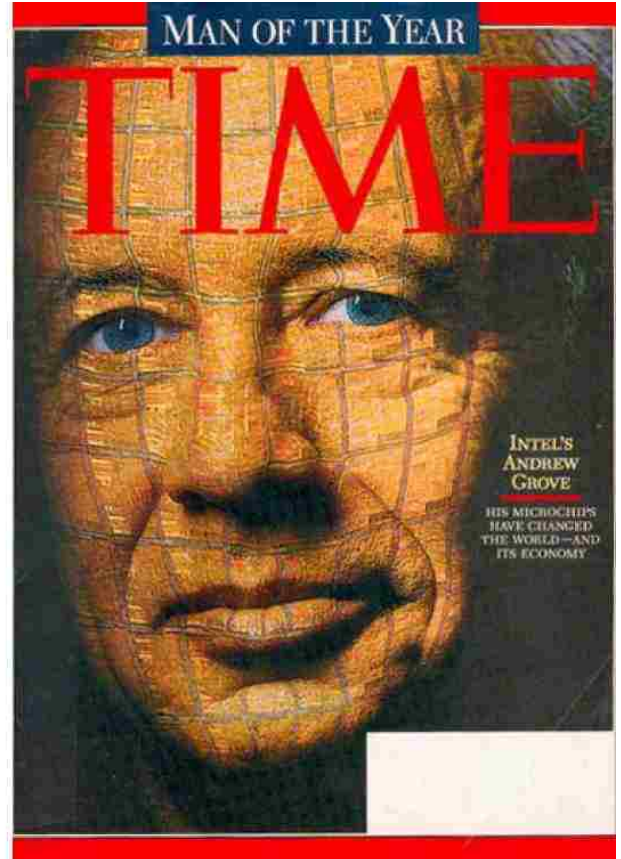 MAN OF THE YEAR
TIME
INTEL'S
ANDREW
GROVE
HIS MICROCHIPS
HAVE CHANGED
THE WORLD—AND
ITS ECONOMY